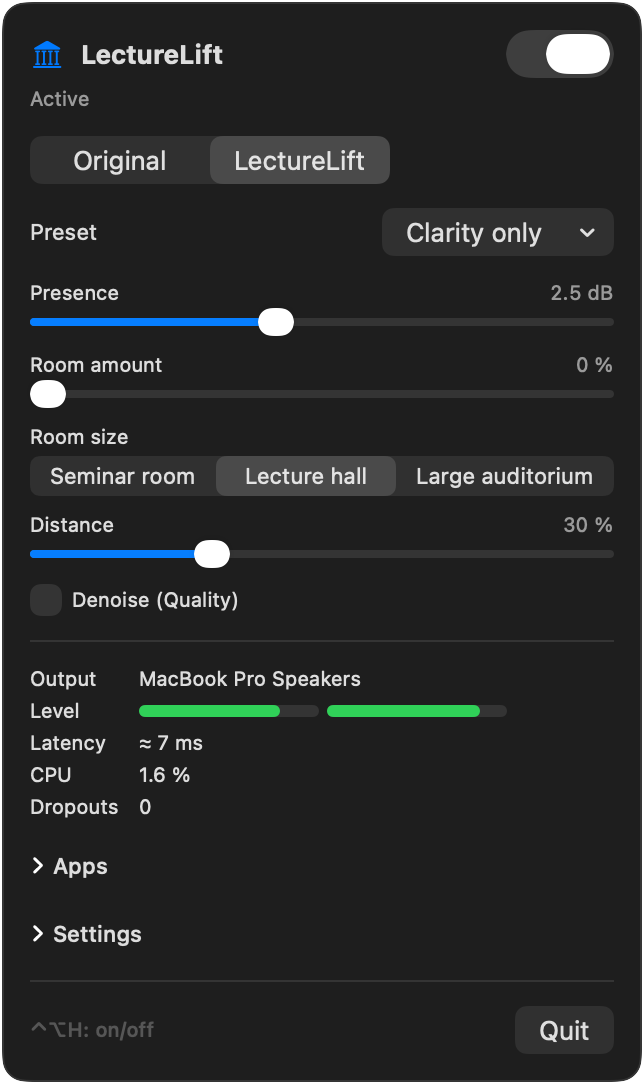 LectureLift
Active
Original LectureLift
Preset Clarity only
Presence 2.5 dB
Room amount 0 %
Room size
Seminar room Lecture hall Large auditorium
Distance 30 %
Denoise (Quality)
Output MacBook Pro Speakers
Level
Latency ≈ 7 ms
CPU 1.6 %
Dropouts 0
Apps
Settings
^⌥H: on/off Quit